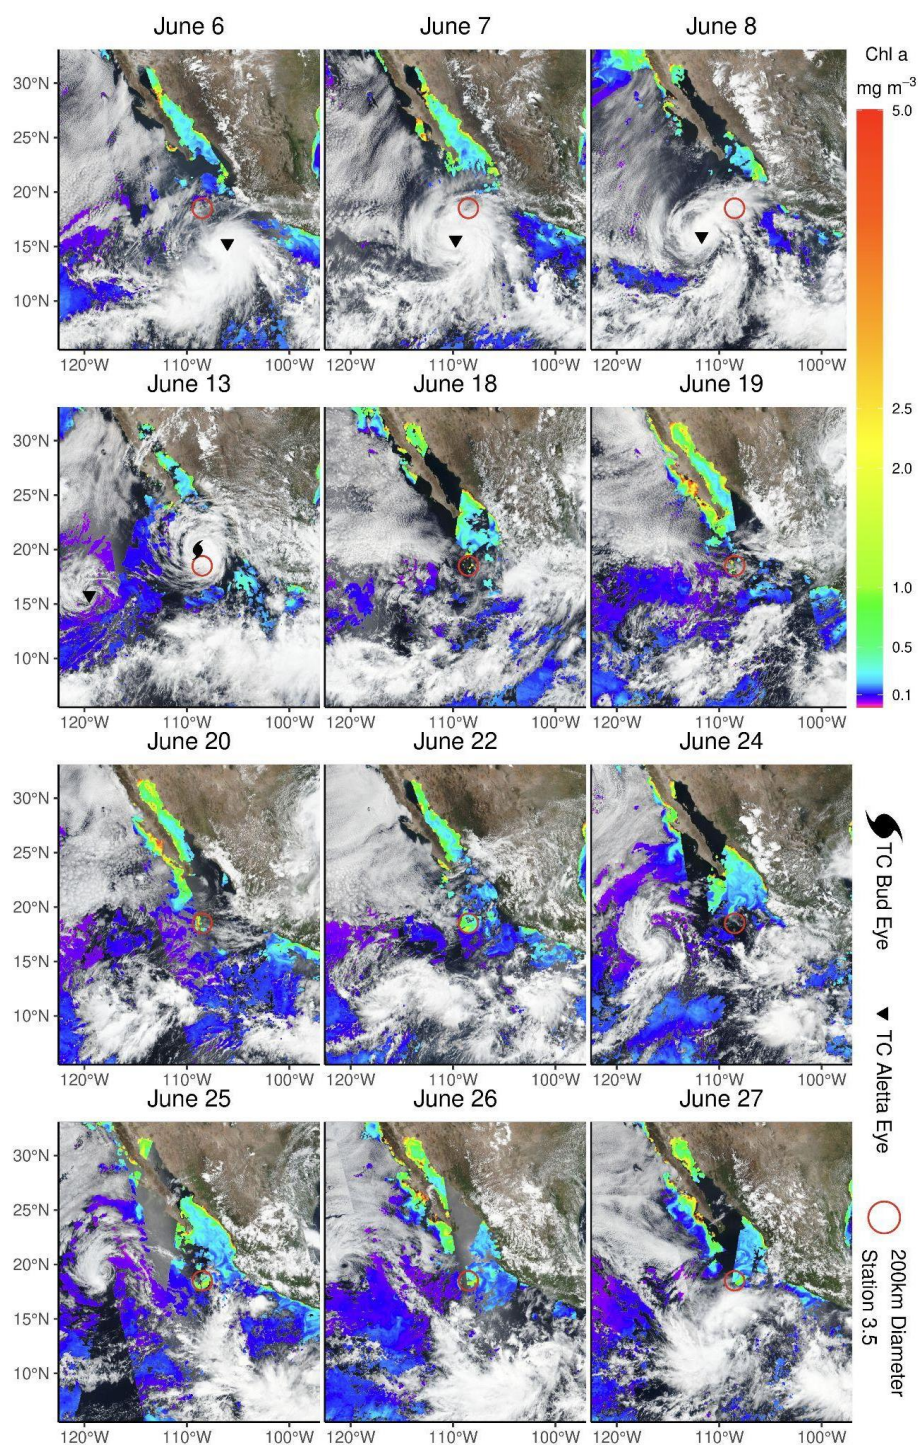 June 6
June 7
June 8
Chl a
mg m⁻³
5.0
2.5
2.0
1.0
0.5
0.1
30°N
25°N
20°N
15°N
10°N
120°W
110°W
100°W
120°W
110°W
100°W
120°W
110°W
100°W
June 13
June 18
June 19
30°N
25°N
20°N
15°N
10°N
120°W
110°W
100°W
120°W
110°W
100°W
120°W
110°W
100°W
June 20
June 22
June 24
30°N
25°N
20°N
15°N
10°N
120°W
110°W
100°W
120°W
110°W
100°W
120°W
110°W
100°W
June 25
June 26
June 27
30°N
25°N
20°N
15°N
10°N
120°W
110°W
100°W
120°W
110°W
100°W
120°W
110°W
100°W
TC Bud Eye
TC Aletta Eye
200km Diameter
Station 3.5